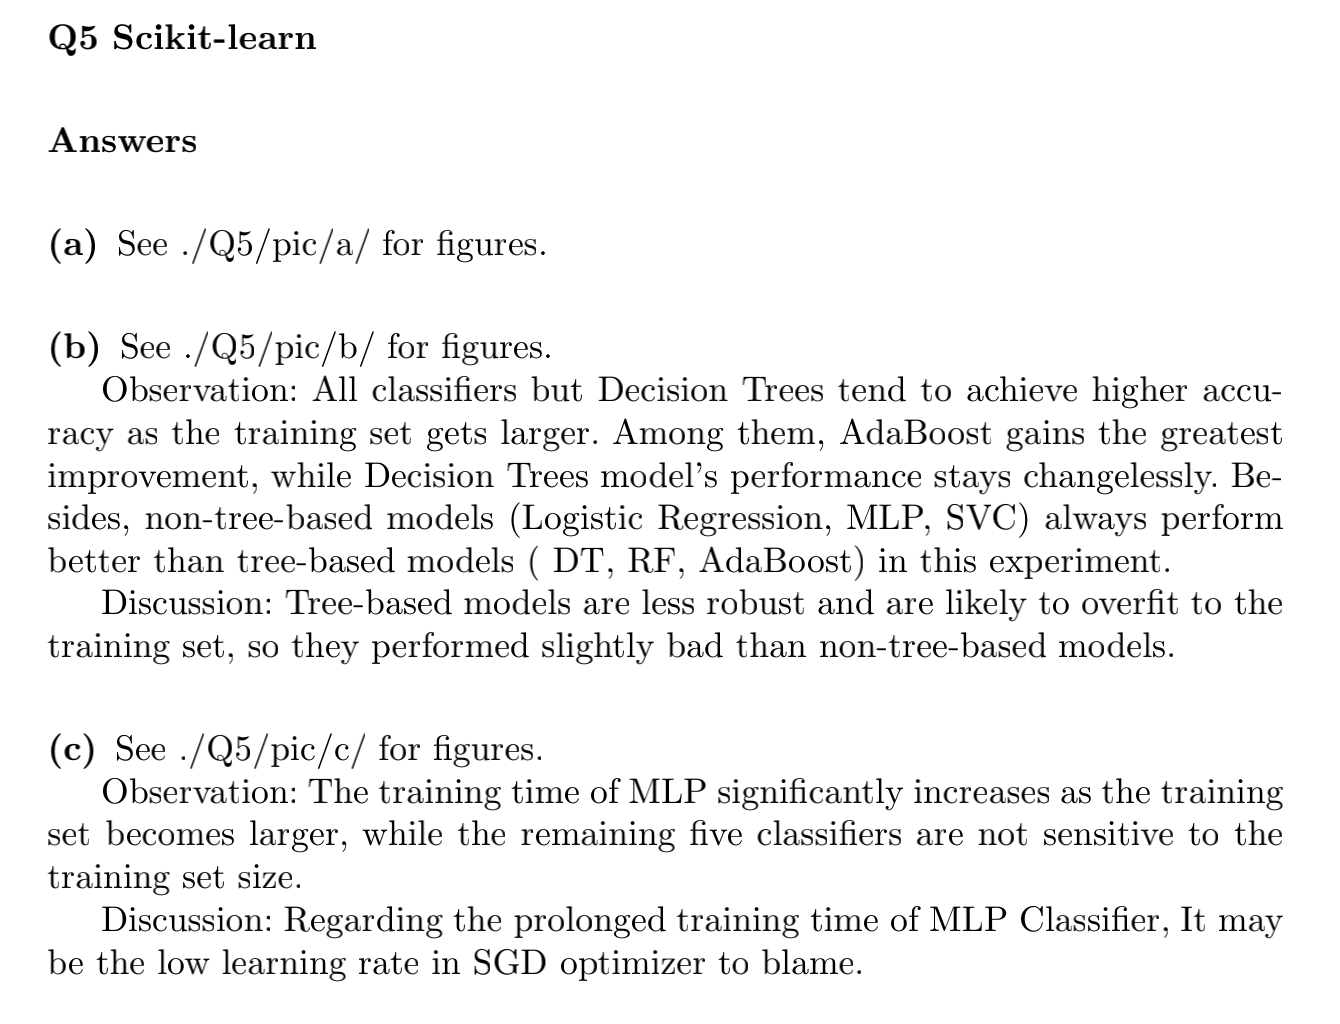 Q5 Scikit-learn
Answers
(a) See ./Q5/pic/a/ for figures.
(b) See ./Q5/pic/b/ for figures.
Observation: All classifiers but Decision Trees tend to achieve higher accu-
racy as the training set gets larger. Among them, AdaBoost gains the greatest
improvement, while Decision Trees model's performance stays changelessly. Be-
sides, non-tree-based models (Logistic Regression, MLP, SVC) always perform
better than tree-based models ( DT, RF, AdaBoost) in this experiment.
Discussion: Tree-based models are less robust and are likely to overfit to the
training set, so they performed slightly bad than non-tree-based models.
(c) See ./Q5/pic/c/ for figures.
Observation: The training time of MLP significantly increases as the training
set becomes larger, while the remaining five classifiers are not sensitive to the
training set size.
Discussion: Regarding the prolonged training time of MLP Classifier, It may
be the low learning rate in SGD optimizer to blame.